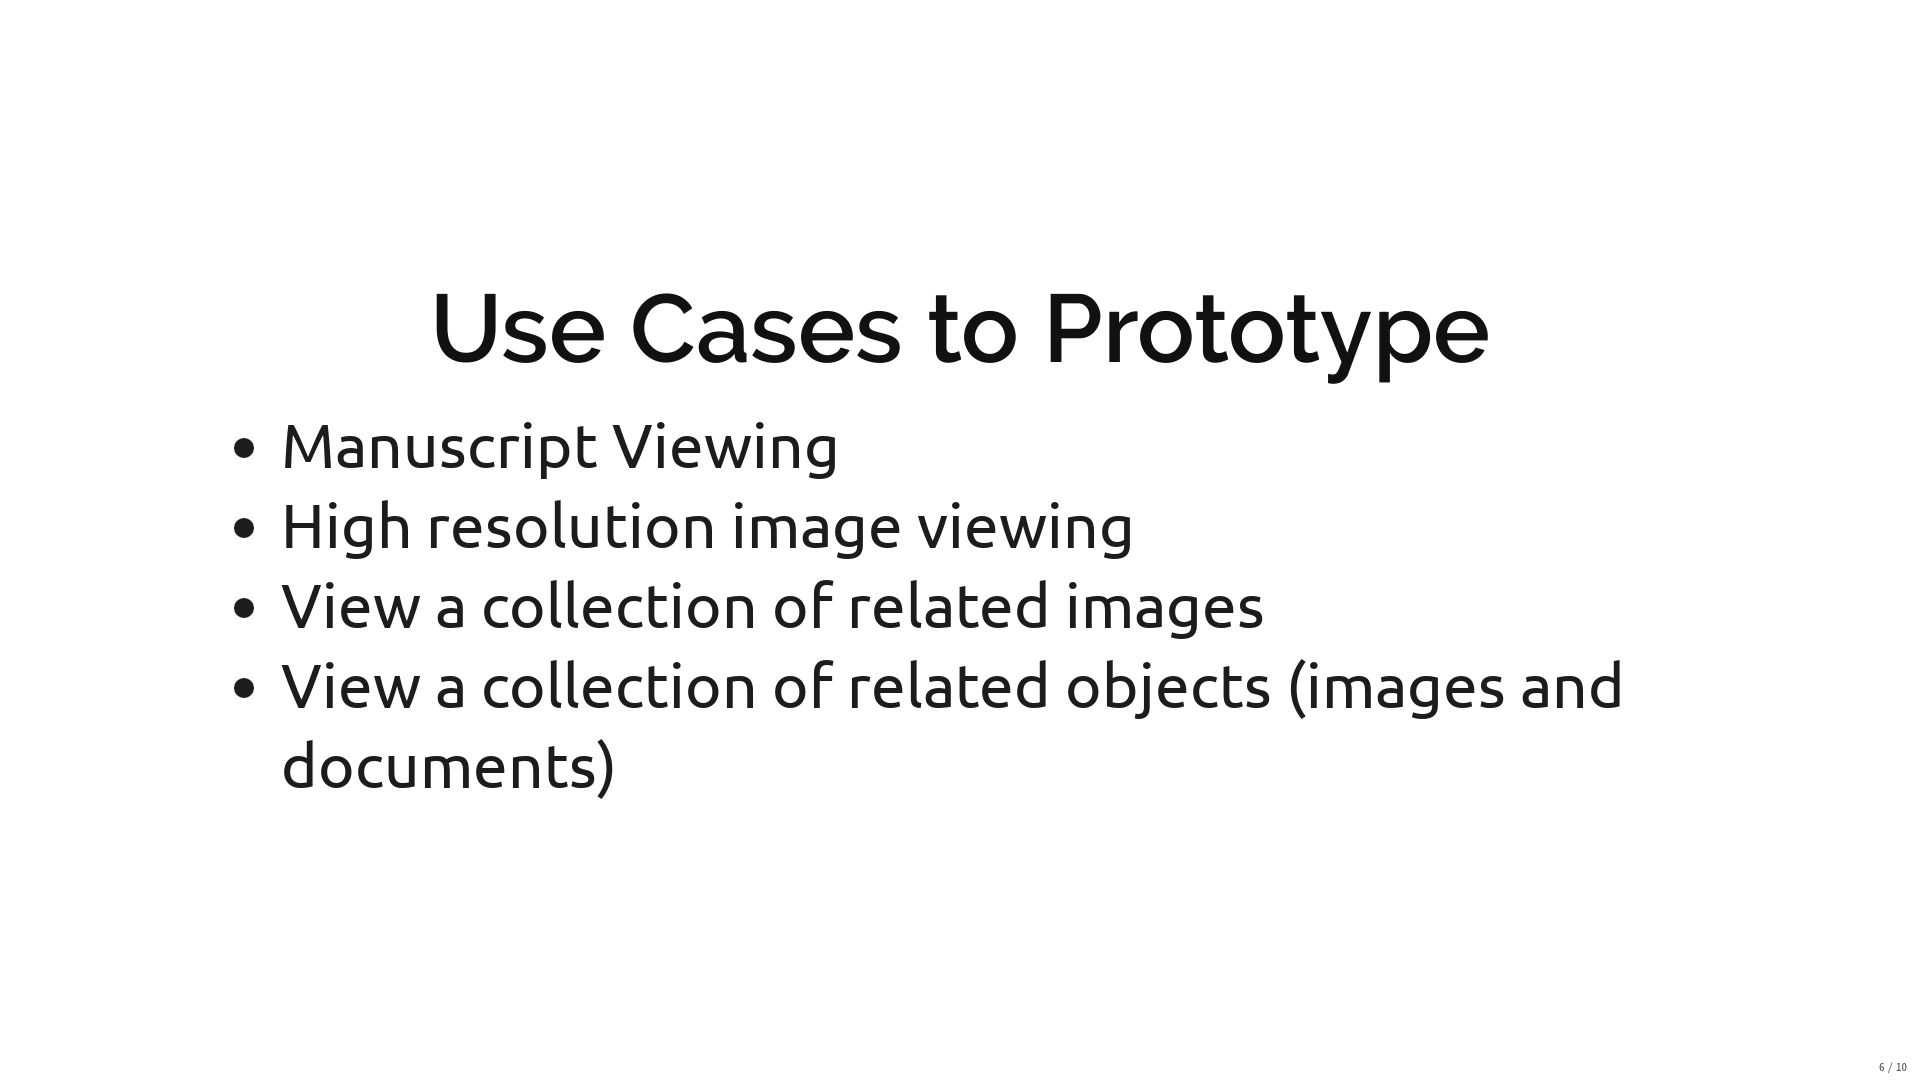 Use Cases to Prototype
• Manuscript Viewing
• High resolution image viewing
• View a collection of related images
• View a collection of related objects (images and
documents)
6 / 10